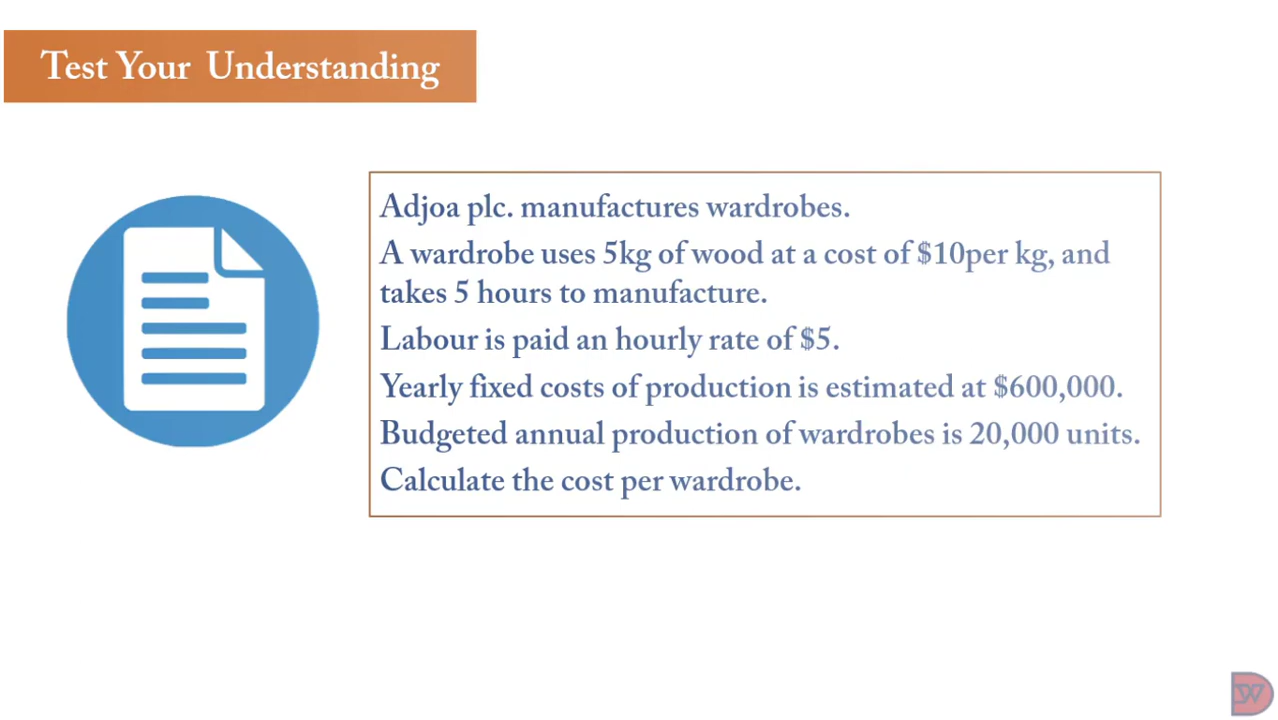 Test Your Understanding
Adjoa plc. manufactures wardrobes.
A wardrobe uses 5kg of wood at a cost of $10per kg, and
takes 5 hours to manufacture.
Labour is paid an hourly rate of $5.
Yearly fixed costs of production is estimated at $600,000.
Budgeted annual production of wardrobes is 20,000 units.
Calculate the cost per wardrobe.
W